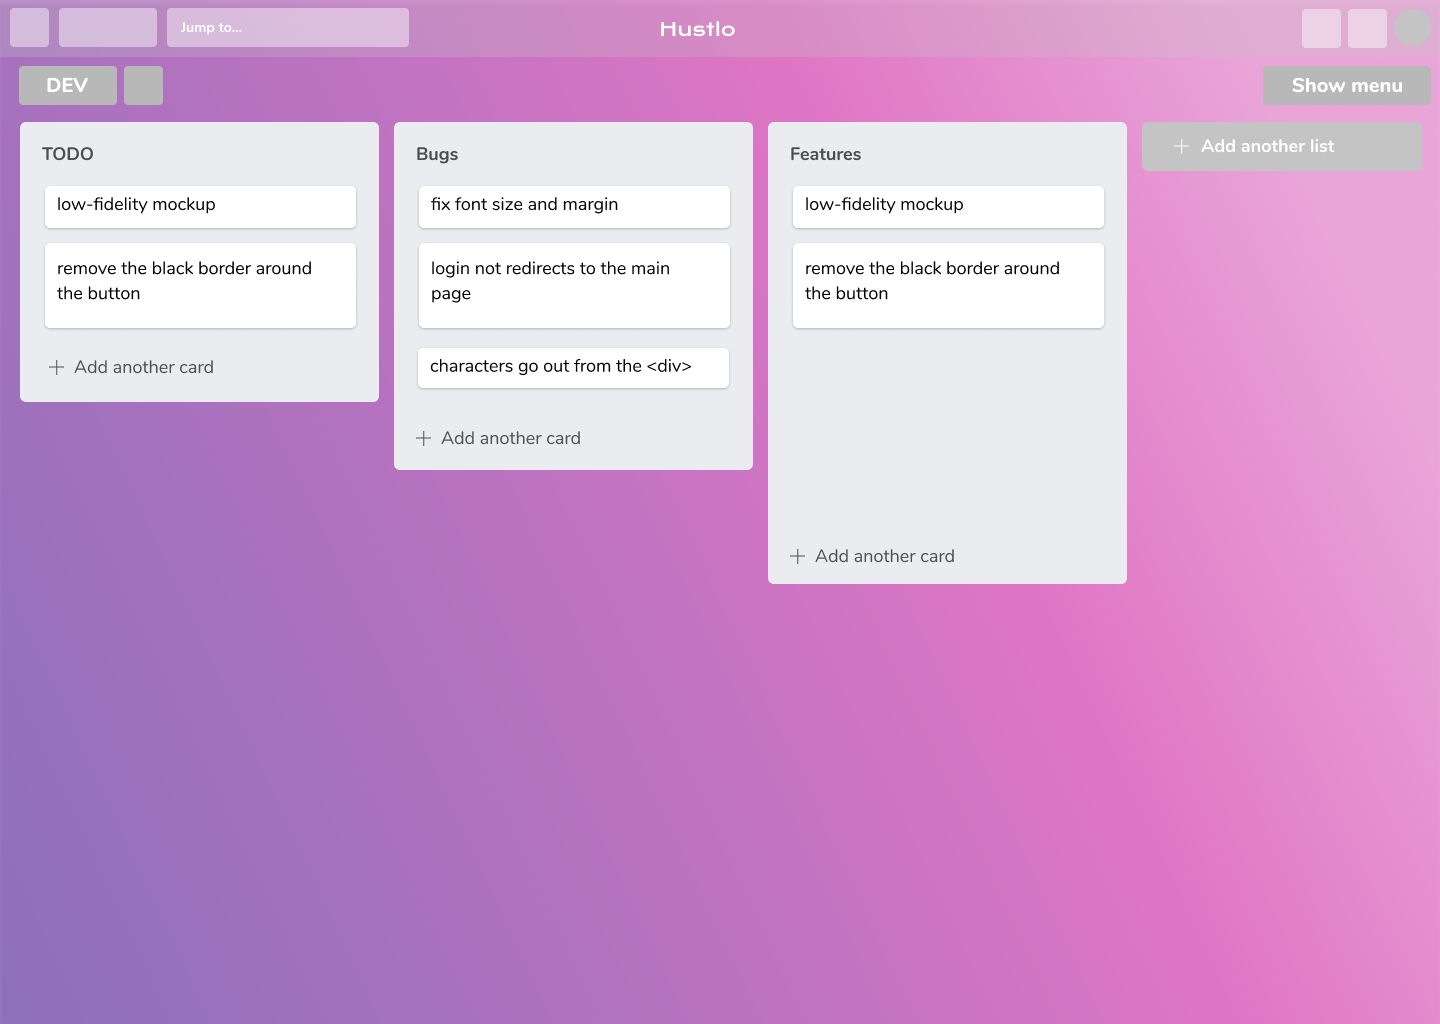 Jump to...
Hustlo
DEV
Show menu
TODO
low-fidelity mockup
remove the black border around
the button
Add another card
Bugs
fix font size and margin
login not redirects to the main
page
characters go out from the <div>
Add another card
Features
low-fidelity mockup
remove the black border around
the button
Add another card
Add another list